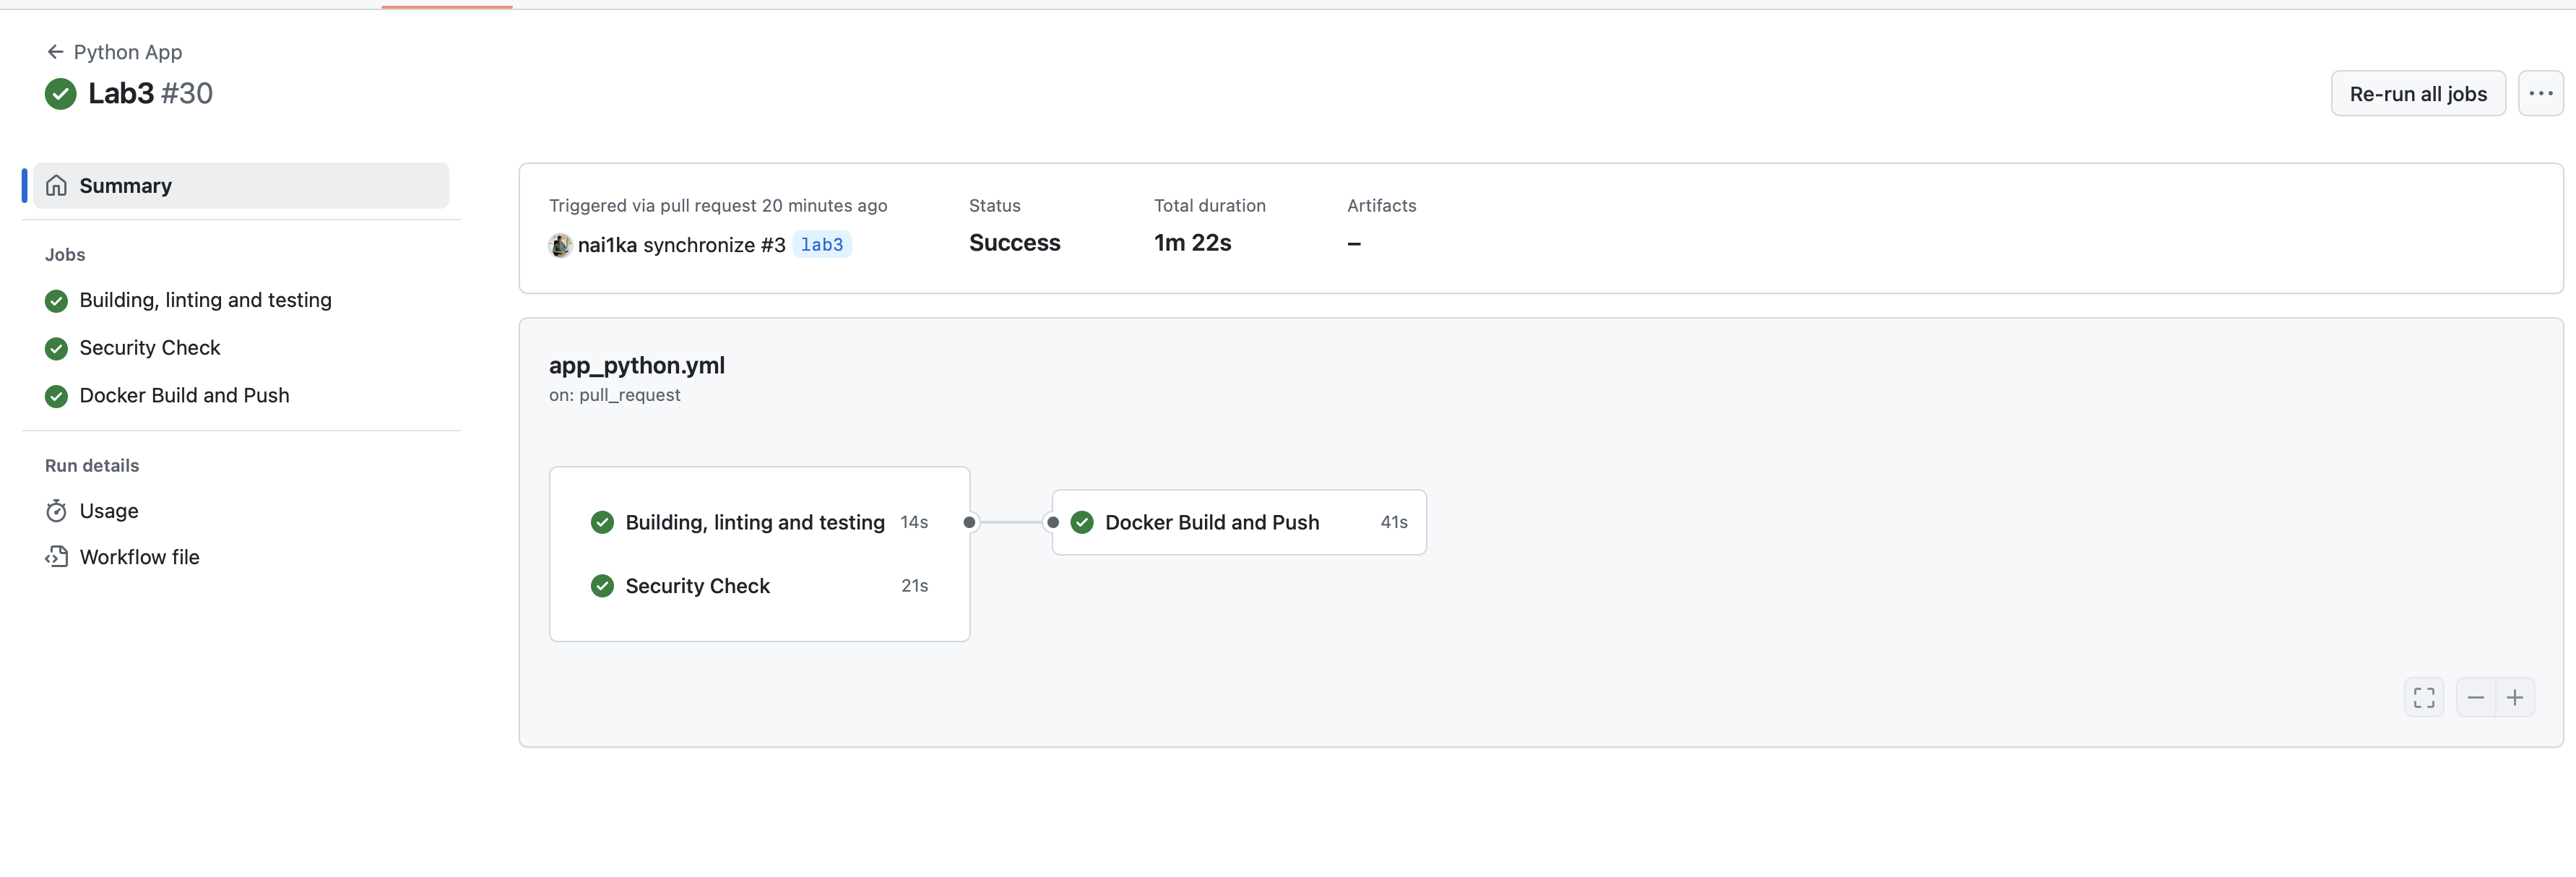 Python App
Lab3 #30
Re-run all jobs
Summary
Jobs
Building, linting and testing
Security Check
Docker Build and Push
Run details
Usage
Workflow file
Triggered via pull request 20 minutes ago
nai1ka synchronize #3 lab3
Status
Success
Total duration
1m 22s
Artifacts
–
app_python.yml
on: pull_request
Building, linting and testing 14s
Security Check 21s
Docker Build and Push 41s